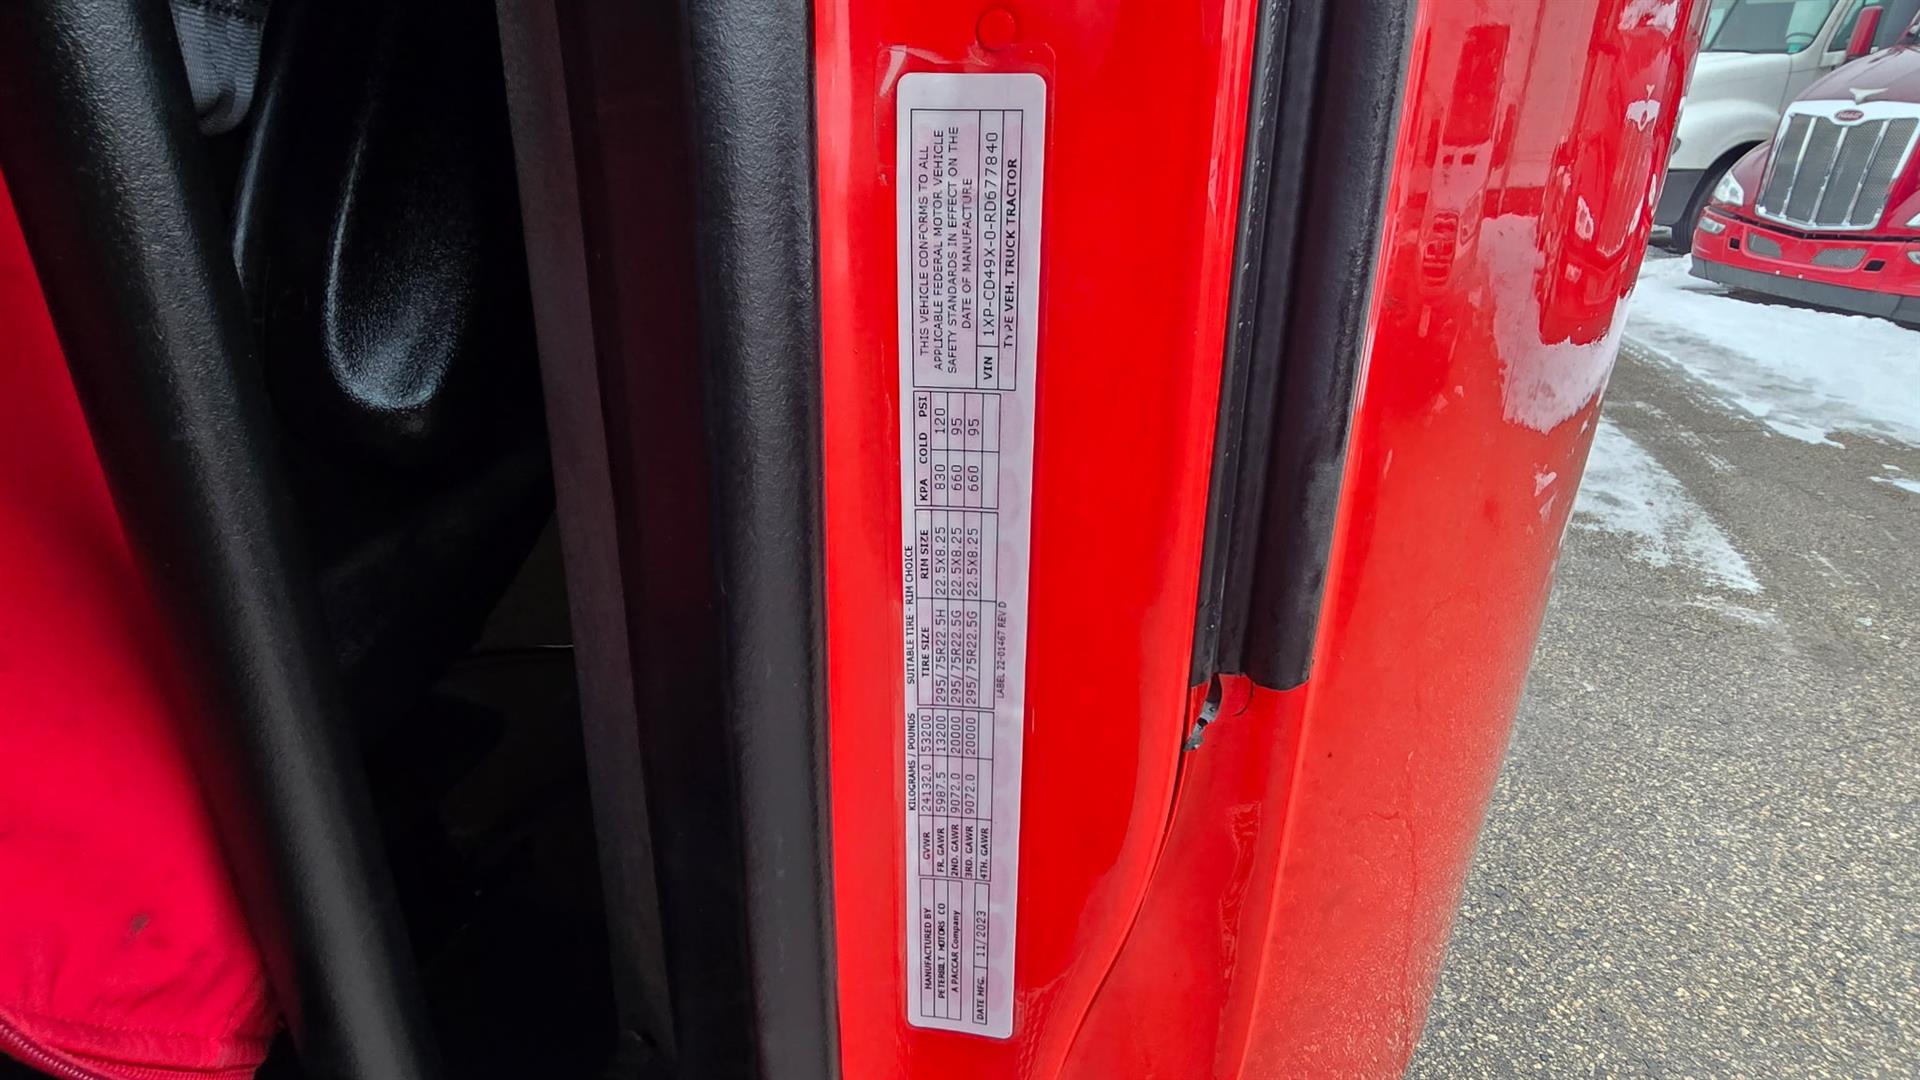 MANUFACTURED BY
PETERBILT MOTORS CO
A PACCAR Company
DATE MFG. 11/2023
KILOGRAMS / POUNDS SUITABLE TIRE - RIM CHOICE
GVWR 24132.0 53200 TIRE SIZE RIM SIZE KPA COLD PSI
FR. GAWR 5987.5 13200 295/75R22.5H 22.5X8.25 830 120
2ND. GAWR 9072.0 20000 295/75R22.5G 22.5X8.25 660 95
3RD. GAWR 9072.0 20000 295/75R22.5G 22.5X8.25 660 95
4TH. GAWR
LABEL 22-01467 REV D
THIS VEHICLE CONFORMS TO ALL
APPLICABLE FEDERAL MOTOR VEHICLE
SAFETY STANDARDS IN EFFECT ON THE
DATE OF MANUFACTURE
VIN 1XP-CD49X-0-RD677840
TYPE VEH. TRUCK TRACTOR